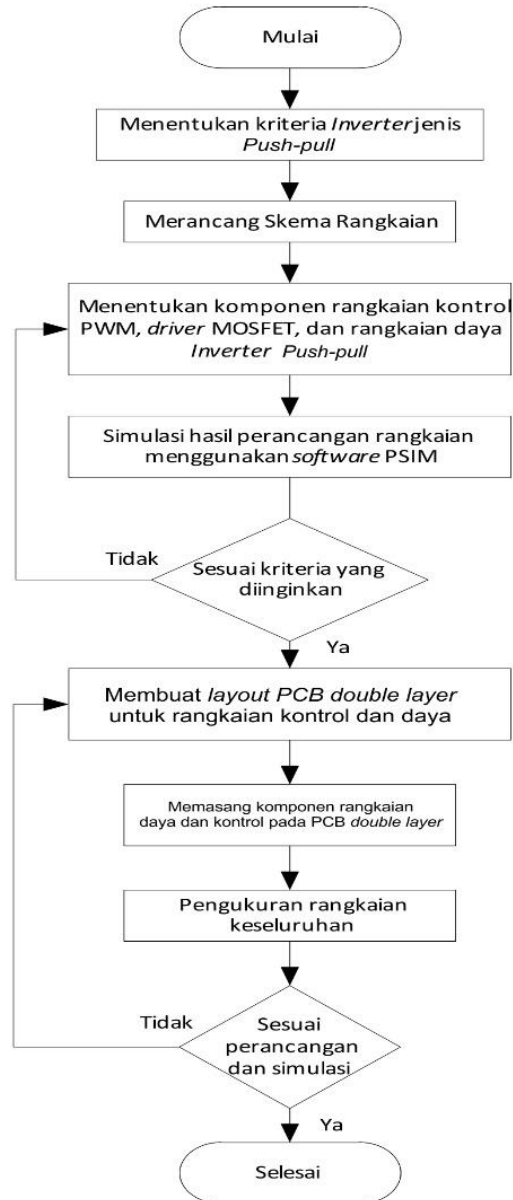 Mulai
Menentukan kriteria Inverter jenis
Push-pull
Merancang Skema Rangkaian
Menentukan komponen rangkaian kontrol
PWM, driver MOSFET, dan rangkaian daya
Inverter Push-pull
Simulasi hasil perancangan rangkaian
menggunakan software PSIM
Tidak
Sesuai kriteria yang
diinginkan
Ya
Membuat layout PCB double layer
untuk rangkaian kontrol dan daya
Memasang komponen rangkaian
daya dan kontrol pada PCB double layer
Pengukuran rangkaian
keseluruhan
Tidak
Sesuai
perancangan
dan simulasi
Ya
Selesai